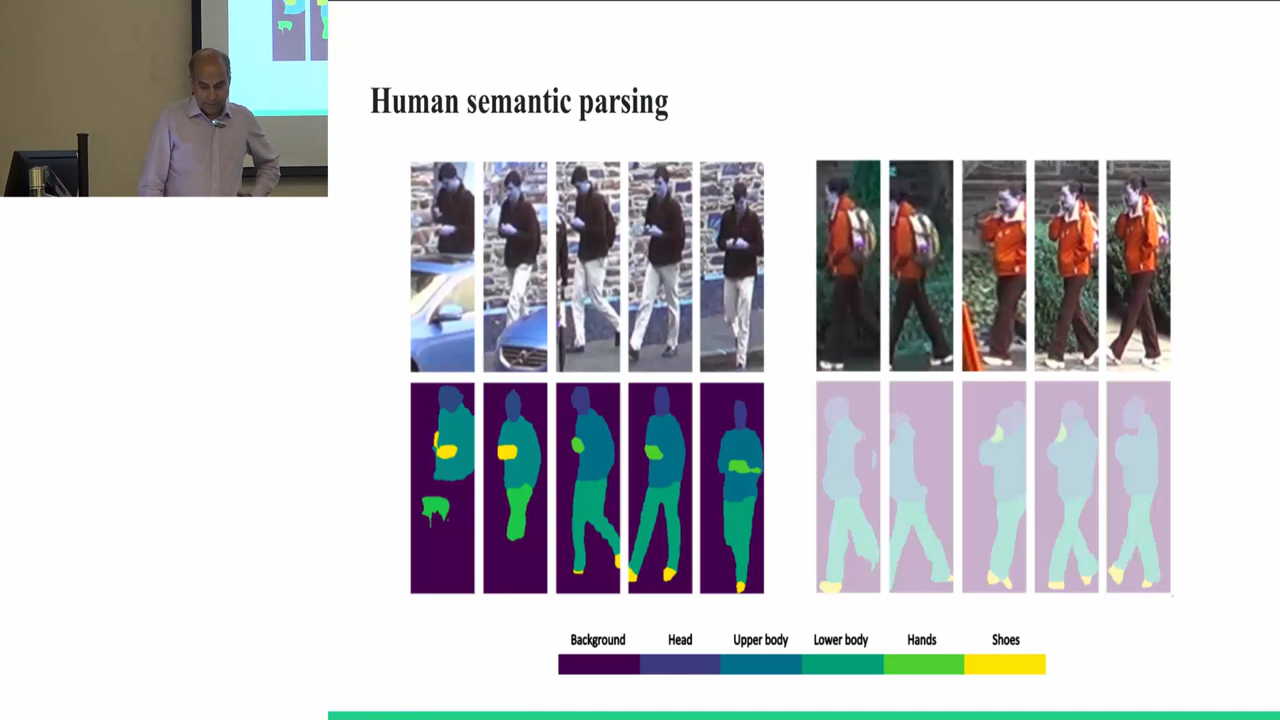 Human semantic parsing
Background Head Upper body Lower body Hands Shoes